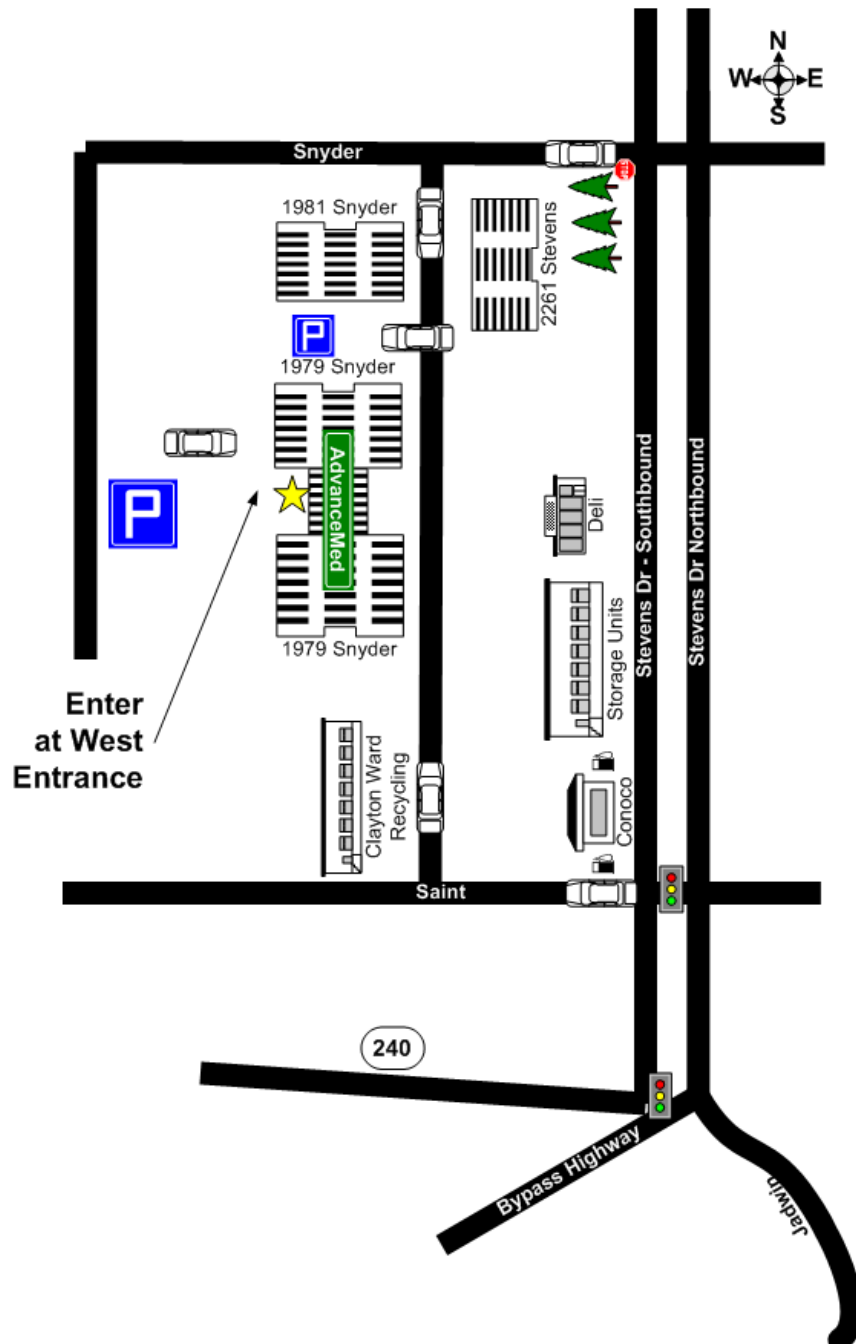 N
W E
S
Snyder
STOP
1981 Snyder
2261 Stevens
P
1979 Snyder
AdvanceMed
P
Deli
Stevens Dr - Southbound
Stevens Dr Northbound
1979 Snyder
Storage Units
Enter
at West
Entrance
Clayton Ward
Recycling
Conoco
Saint
240
Bypass Highway
Jadwin